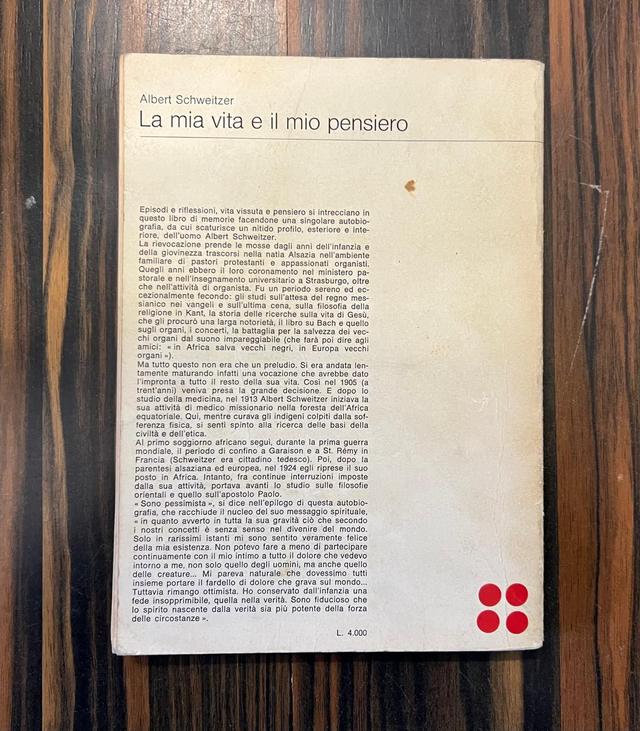 Albert Schweitzer
La mia vita e il mio pensiero
Episodi e riflessioni, vita vissuta e pensiero si intrecciano in
questo libro di memorie facendone una singolare autobio-
grafia, da cui scaturisce un nitido profilo, esteriore e inte-
riore, dell'uomo Albert Schweitzer.
La rievocazione prende le mosse dagli anni dell'infanzia e
della giovinezza trascorsi nella natia Alsazia nell'ambiente
familiare di pastori protestanti e appassionati organisti.
Quegli anni ebbero il loro coronamento nel ministero pa-
storale e nell'insegnamento universitario a Strasburgo, oltre
che nell'attività di organista. Fu un periodo sereno ed ec-
cezionalmente fecondo: gli studi sull'attesa del regno mes-
sianico nei vangeli e sull'ultima cena, sulla filosofia della
religione in Kant, la storia delle ricerche sulla vita di Gesù,
che gli procurò una larga notorietà, il libro su Bach e quello
sugli organi, i concerti, la battaglia per la salvezza dei vec-
chi organi dal suono impareggiabile (che farà poi dire agli
amici: « in Africa salva vecchi negri, in Europa vecchi
organi »).
Ma tutto questo non era che un preludio. Si era andata len-
tamente maturando infatti una vocazione che avrebbe dato
l'impronta a tutto il resto della sua vita. Così nel 1905 (a
trent'anni) veniva presa la grande decisione. E dopo lo
studio della medicina, nel 1913 Albert Schweitzer iniziava la
sua attività di medico missionario nella foresta dell'Africa
equatoriale. Qui, mentre curava gli indigeni colpiti dalla sof-
ferenza fisica, si sentì spinto alla ricerca delle basi della
civiltà e dell'etica.
Al primo soggiorno africano seguì, durante la prima guerra
mondiale, il periodo di confino a Garaison e a St. Rémy in
Francia (Schweitzer era cittadino tedesco). Poi, dopo la
parentesi alsaziana ed europea, nel 1924 egli riprese il suo
posto in Africa. Intanto, fra continue interruzioni imposte
dalla sua attività, portava avanti lo studio sulle filosofie
orientali e quello sull'apostolo Paolo.
« Sono pessimista », si dice nell'epilogo di questa autobio-
grafia, che racchiude il nucleo del suo messaggio spirituale,
« in quanto avverto in tutta la sua gravità ciò che secondo
i nostri concetti è senza senso nel divenire del mondo.
Solo in rarissimi istanti mi sono sentito veramente felice
della mia esistenza. Non potevo fare a meno di partecipare
continuamente con il mio intimo a tutto il dolore che vedevo
intorno a me, non solo quello degli uomini, ma anche quello
delle creature... Mi pareva naturale che dovessimo tutti
insieme portare il fardello di dolore che grava sul mondo...
Tuttavia rimango ottimista. Ho conservato dall'infanzia una
fede insopprimibile, quella nella verità. Sono fiducioso che
lo spirito nascente dalla verità sia più potente della forza
delle circostanze ».
L. 4.000